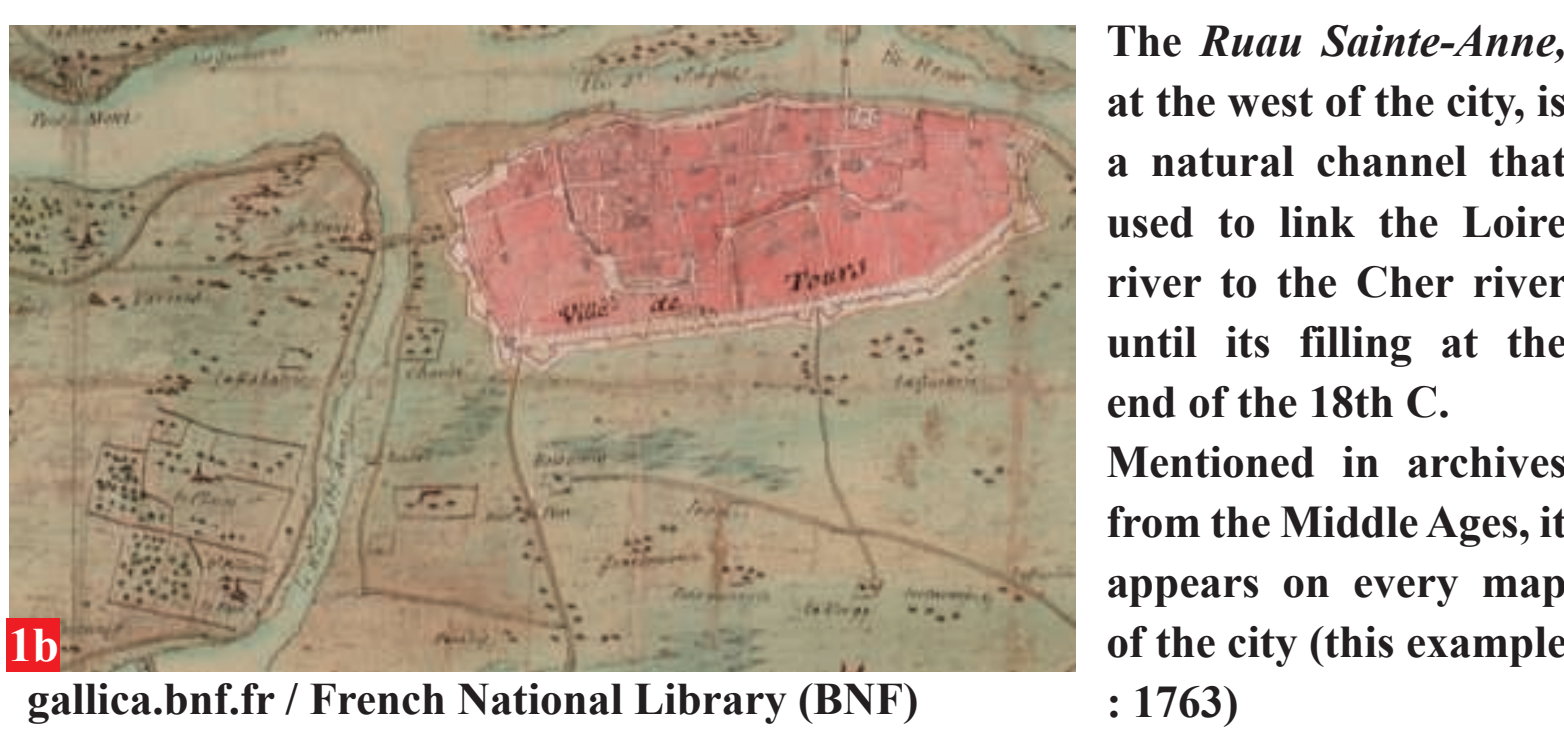 Ville de Tours
1b
gallica.bnf.fr / French National Library (BNF)
The Ruau Sainte-Anne,
at the west of the city, is
a natural channel that
used to link the Loire
river to the Cher river
until its filling at the
end of the 18th C.
Mentioned in archives
from the Middle Ages, it
appears on every map
of the city (this example
: 1763)